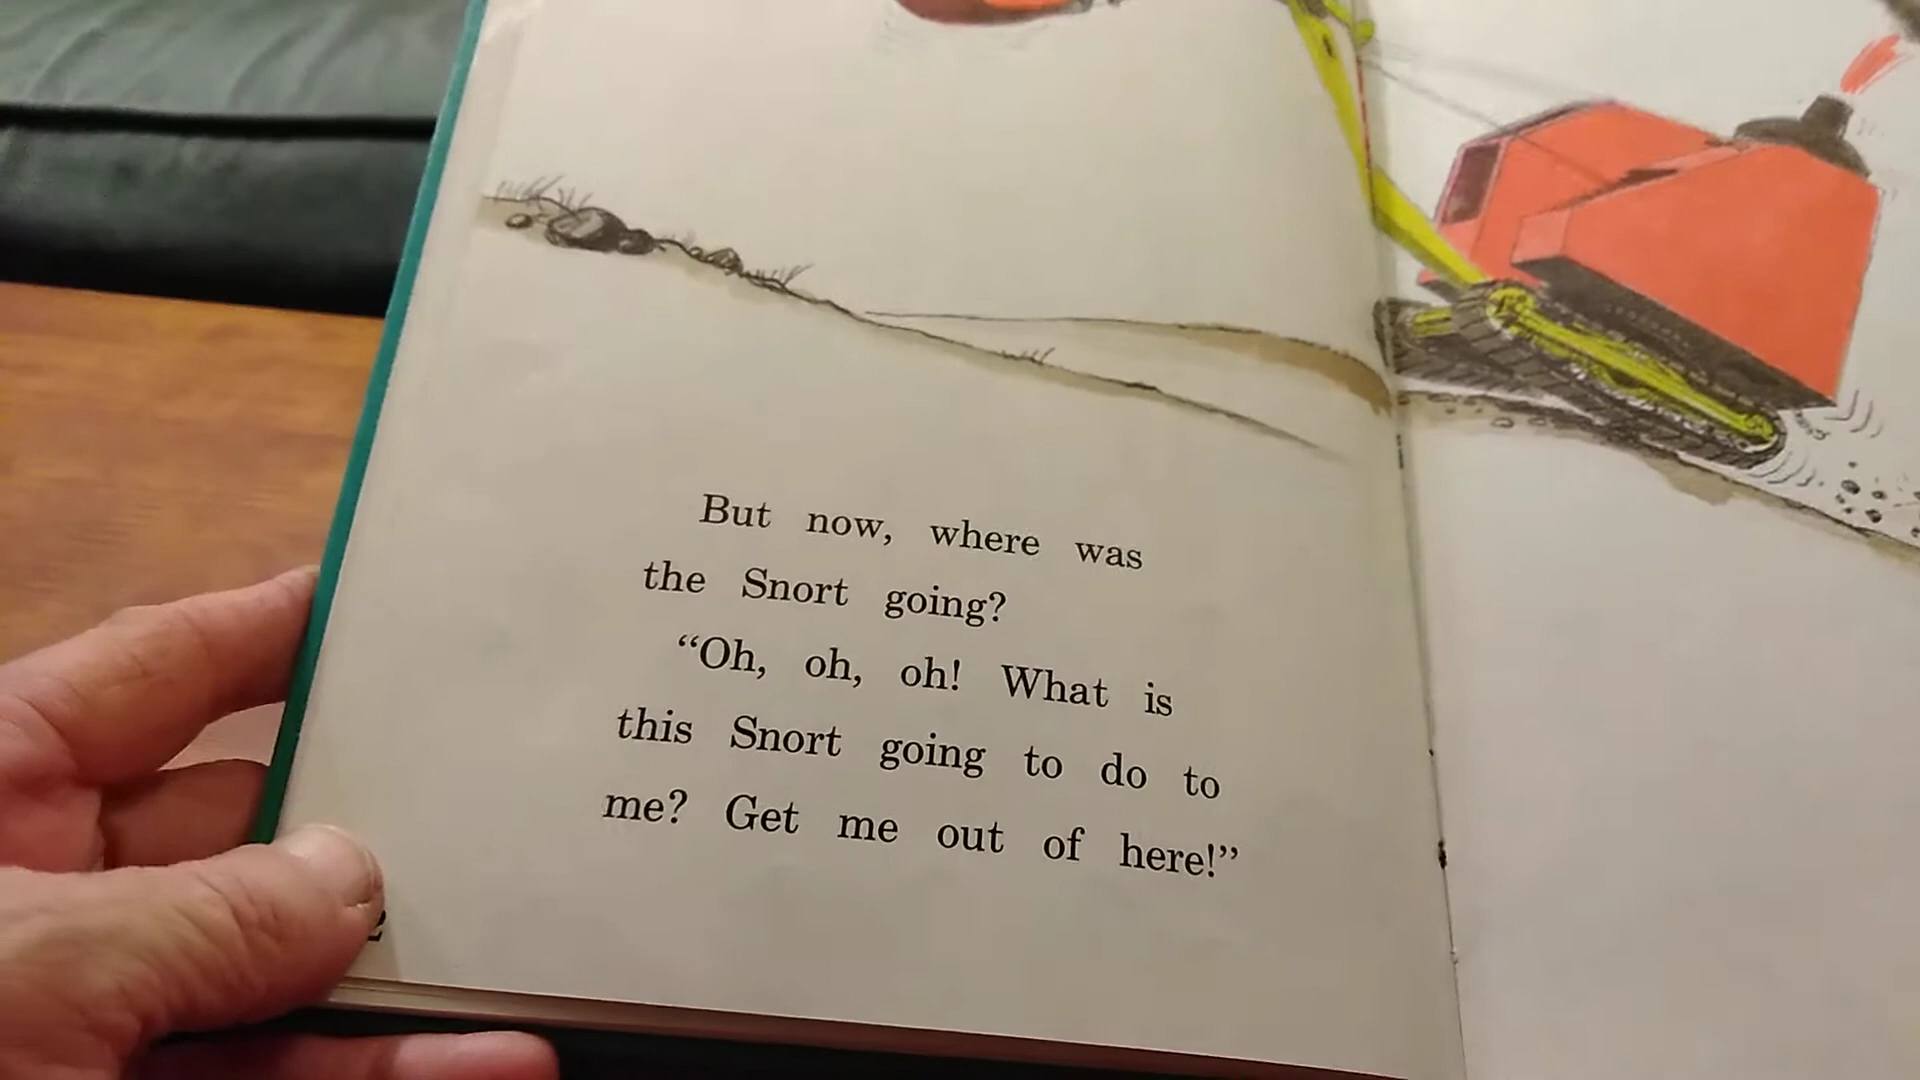 But now, where was
the Snort going?
“Oh, oh, oh! What is
this Snort going to do to
me? Get me out of here!”
2